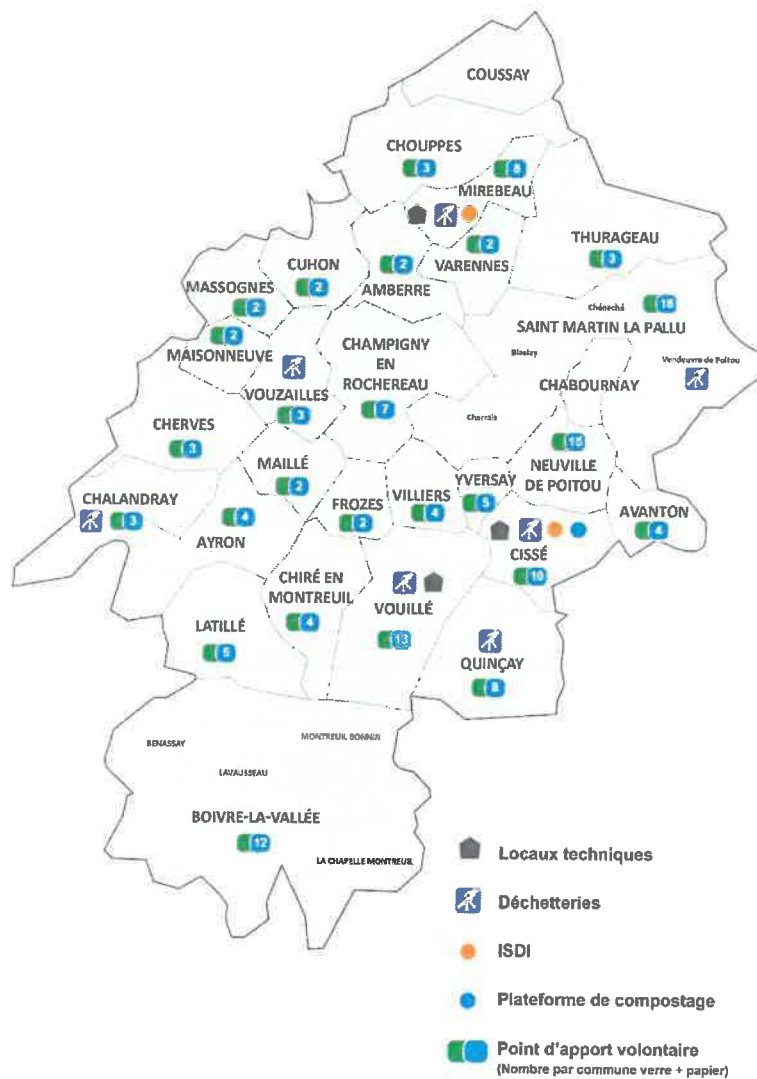 COUSSAY
CHOUPPES
3
8
MIREBEAU
THURAGEAU
3
2
VARENNES
2
AMBERRE
CUHON
2
MASSOGNES
2
2
MAISONNEUVE
Chéneché
18
SAINT MARTIN LA PALLU
Blaslay
Vendeuvre de Poitou
CHAMPIGNY
EN
ROCHEREAU
7
CHABOURNAY
VOUZAILLES
3
Charrais
CHERVES
3
15
NEUVILLE
DE POITOU
MAILLÉ
2
YVERSAY
5
VILLIERS
4
FROZES
2
CHALANDRAY
3
4
AYRON
AVANTON
4
CISSÉ
10
CHIRÉ EN
MONTREUIL
4
VOUILLÉ
13
LATILLÉ
5
QUINÇAY
8
MONTREUIL BONNIN
BENASSAY
LAVAUSSEAU
BOIVRE-LA-VALLÉE
12
LA CHAPELLE MONTREUIL
Locaux techniques
Déchetteries
ISDI
Plateforme de compostage
Point d'apport volontaire
(Nombre par commune verre + papier)